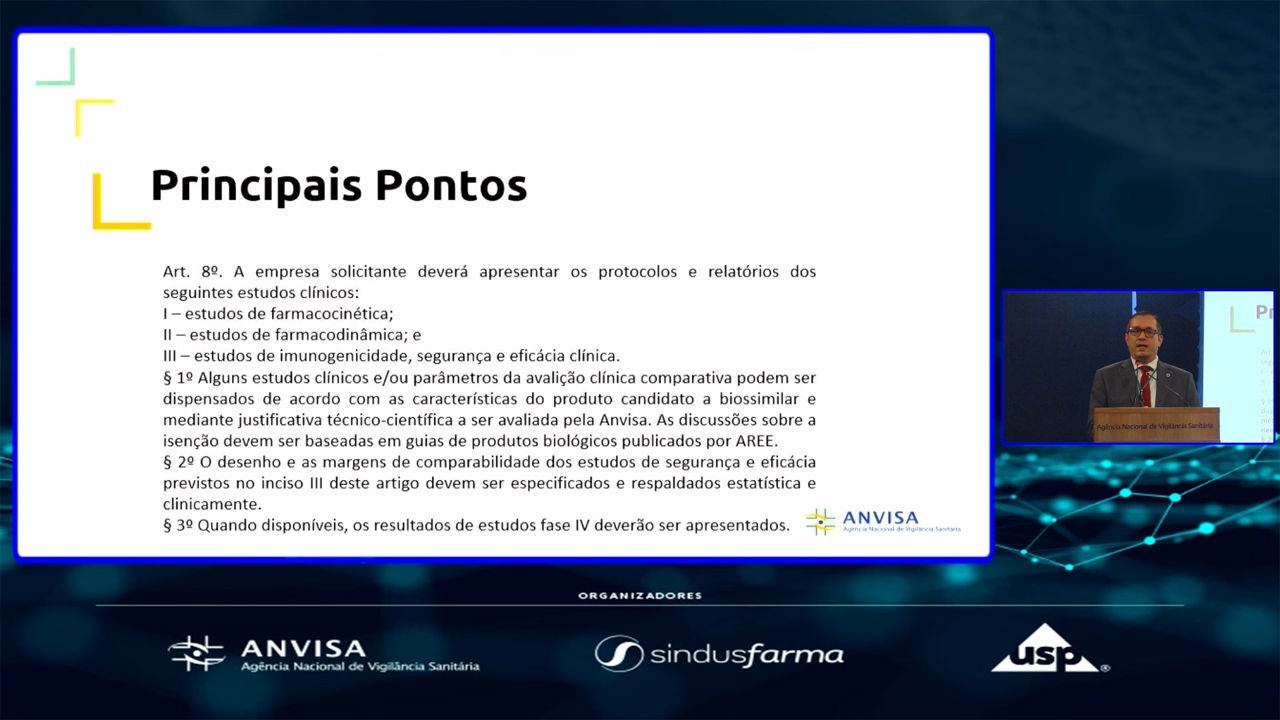 Principais Pontos
Art. 8º. A empresa solicitante deverá apresentar os protocolos e relatórios dos
seguintes estudos clínicos:
I – estudos de farmacocinética;
II – estudos de farmacodinâmica; e
III – estudos de imunogenicidade, segurança e eficácia clínica.
§ 1º Alguns estudos clínicos e/ou parâmetros da avalição clínica comparativa podem ser
dispensados de acordo com as características do produto candidato a biossimilar e
mediante justificativa técnico-científica a ser avaliada pela Anvisa. As discussões sobre a
isenção devem ser baseadas em guias de produtos biológicos publicados por AREE.
§ 2º O desenho e as margens de comparabilidade dos estudos de segurança e eficácia
previstos no inciso III deste artigo devem ser especificados e respaldados estatística e
clinicamente.
§ 3º Quando disponíveis, os resultados de estudos fase IV deverão ser apresentados.
ANVISA
Agência Nacional de Vigilância Sanitária
Agência Nacional de Vigilância Sanitária
ORGANIZADORES
ANVISA
Agência Nacional de Vigilância Sanitária
sindusfarma
usp®